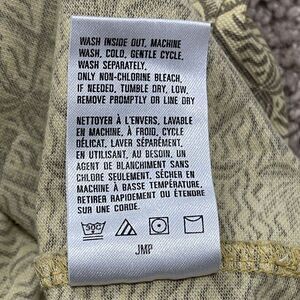 WASH INSIDE OUT, MACHINE
WASH, COLD, GENTLE CYCLE.
WASH SEPARATELY.
ONLY NON-CHLORINE BLEACH,
IF NEEDED, TUMBLE DRY, LOW,
REMOVE PROMPTLY OR LINE DRY
NETTOYER À L'ENVERS, LAVABLE
EN MACHINE, À FROID, CYCLE
DÉLICAT, LAVER SÉPARÉMENT,
EN UTILISANT, AU BESOIN, UN
AGENT DE BLANCHIMENT SANS
CHLORE SEULEMENT. SÉCHER EN
MACHINE À BASSE TEMPÉRATURE,
RETIRER RAPIDEMENT OU ÉTENDRE
SUR UNE CORDE.
JMP